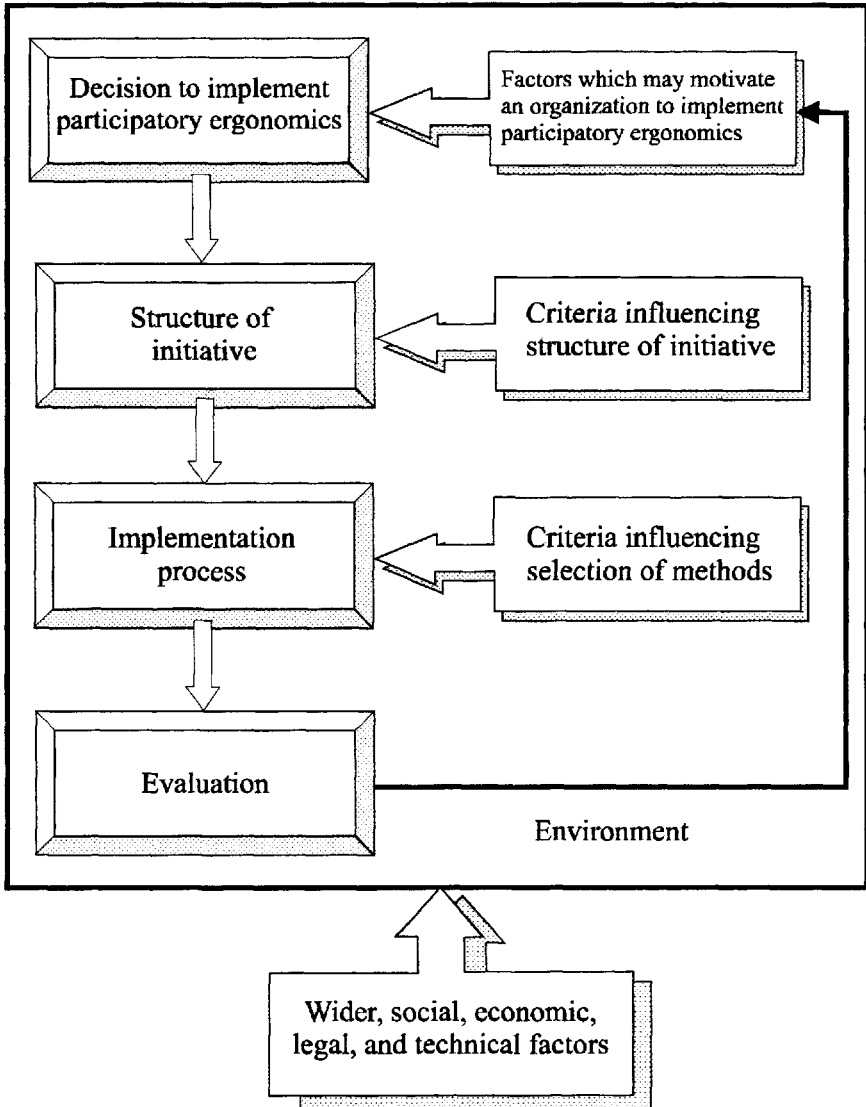 Decision to implement
participatory ergonomics
Factors which may motivate
an organization to implement
participatory ergonomics
Structure of
initiative
Criteria influencing
structure of initiative
Implementation
process
Criteria influencing
selection of methods
Evaluation
Environment
Wider, social, economic,
legal, and technical factors